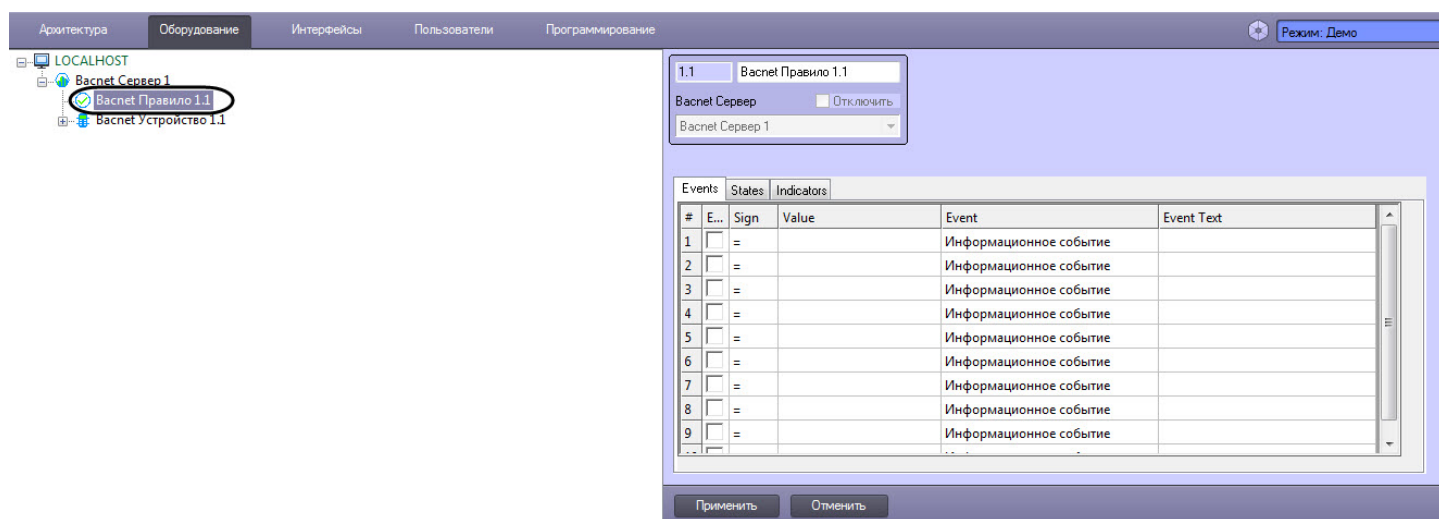 Архитектура Оборудование Интерфейсы Пользователи Программирование Режим: Демо
LOCALHOST
Bacnet Сервер 1
Bacnet Правило 1.1
Bacnet Устройство 1.1
1.1 Bacnet Правило 1.1
Bacnet Сервер Отключить
Bacnet Сервер 1
Events States Indicators
# E... Sign Value Event Event Text
1 = Информационное событие
2 = Информационное событие
3 = Информационное событие
4 = Информационное событие
5 = Информационное событие
6 = Информационное событие
7 = Информационное событие
8 = Информационное событие
9 = Информационное событие
Применить Отменить